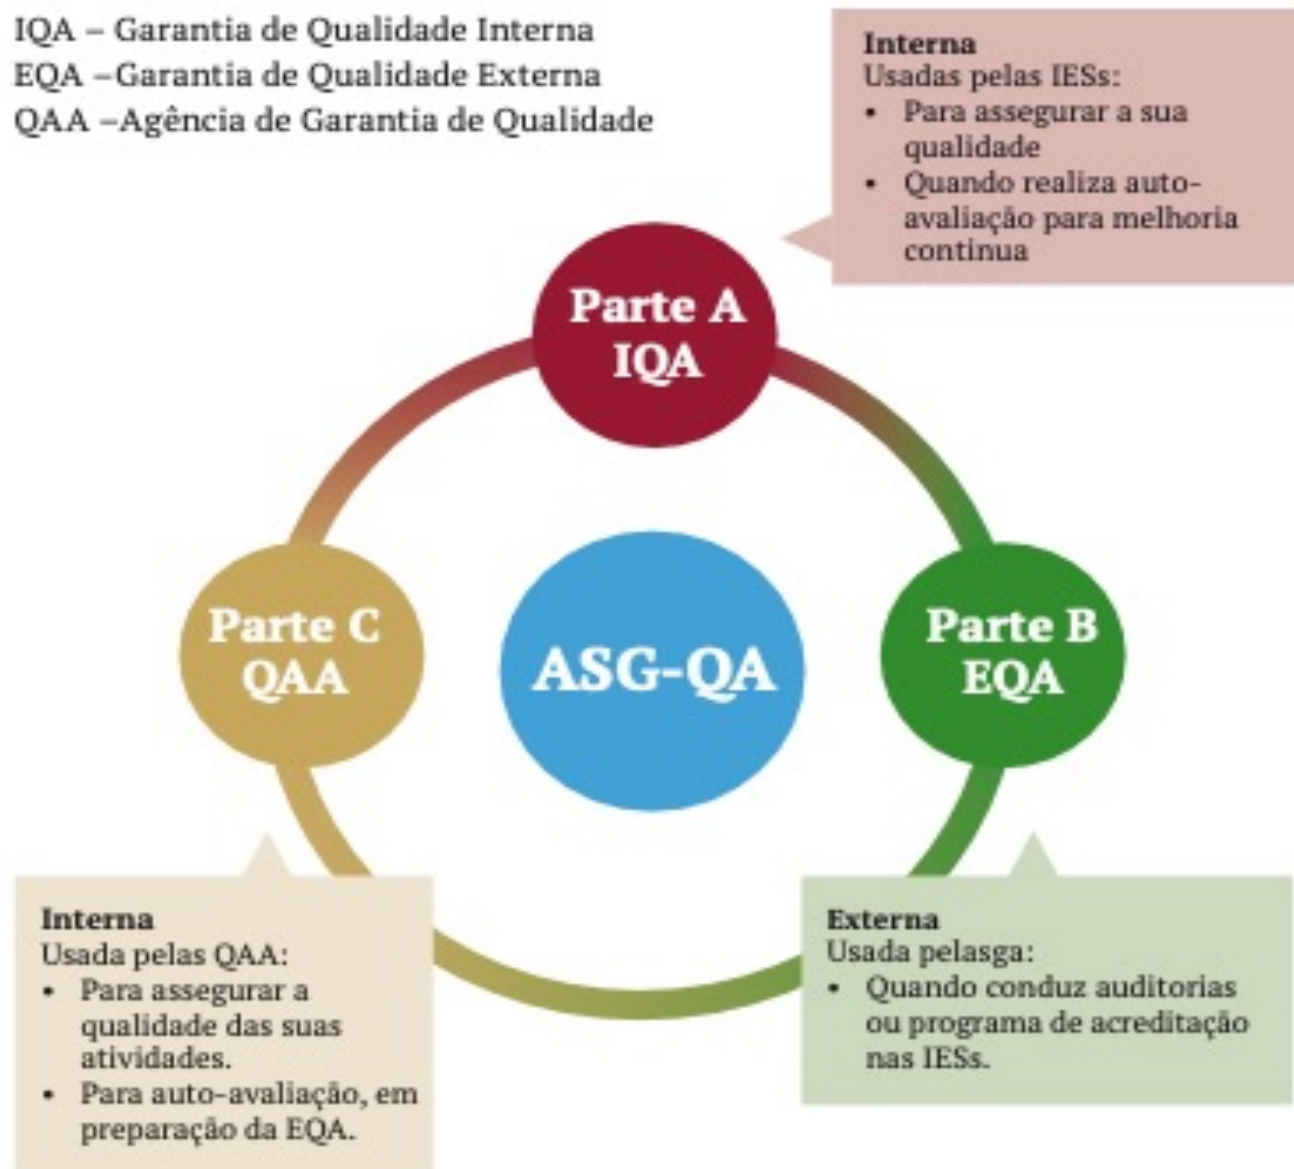 IQA – Garantia de Qualidade Interna
EQA –Garantia de Qualidade Externa
QAA –Agência de Garantia de Qualidade
Interna
Usadas pelas IESs:
• Para assegurar a sua
qualidade
• Quando realiza auto-
avaliação para melhoria
continua
Parte A
IQA
Parte C
QAA
ASG-QA
Parte B
EQA
Interna
Usada pelas QAA:
• Para assegurar a
qualidade das suas
atividades.
• Para auto-avaliação, em
preparação da EQA.
Externa
Usada pelasga:
• Quando conduz auditorias
ou programa de acreditação
nas IESs.